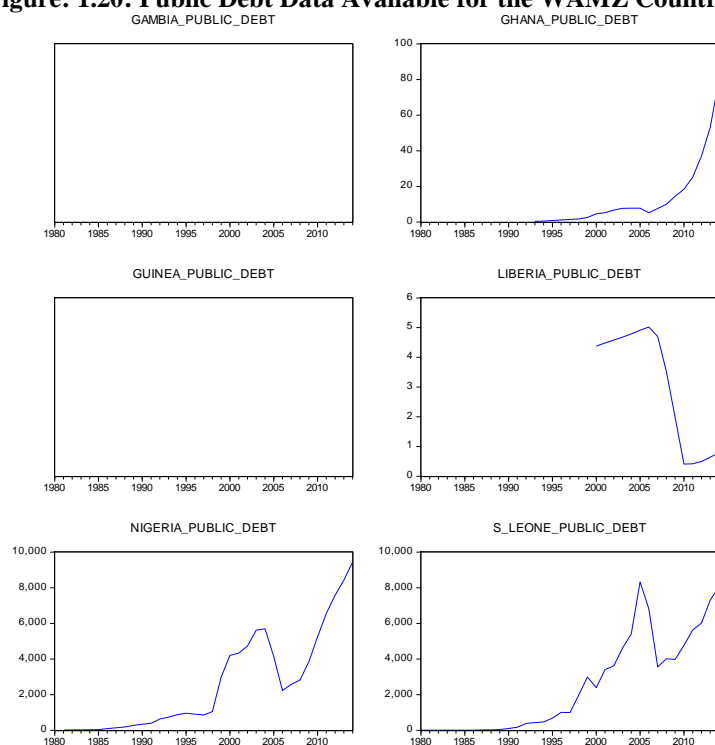 igure: 1.20: Public Debt Data Available for the WAMZ Countr
GAMBIA_PUBLIC_DEBT
1980 1985 1990 1995 2000 2005 2010
GHANA_PUBLIC_DEBT
100
80
60
40
20
0
1980 1985 1990 1995 2000 2005 2010
GUINEA_PUBLIC_DEBT
1980 1985 1990 1995 2000 2005 2010
LIBERIA_PUBLIC_DEBT
6
5
4
3
2
1
0
1980 1985 1990 1995 2000 2005 2010
NIGERIA_PUBLIC_DEBT
10,000
8,000
6,000
4,000
2,000
0
1980 1985 1990 1995 2000 2005 2010
S_LEONE_PUBLIC_DEBT
10,000
8,000
6,000
4,000
2,000
0
1980 1985 1990 1995 2000 2005 2010